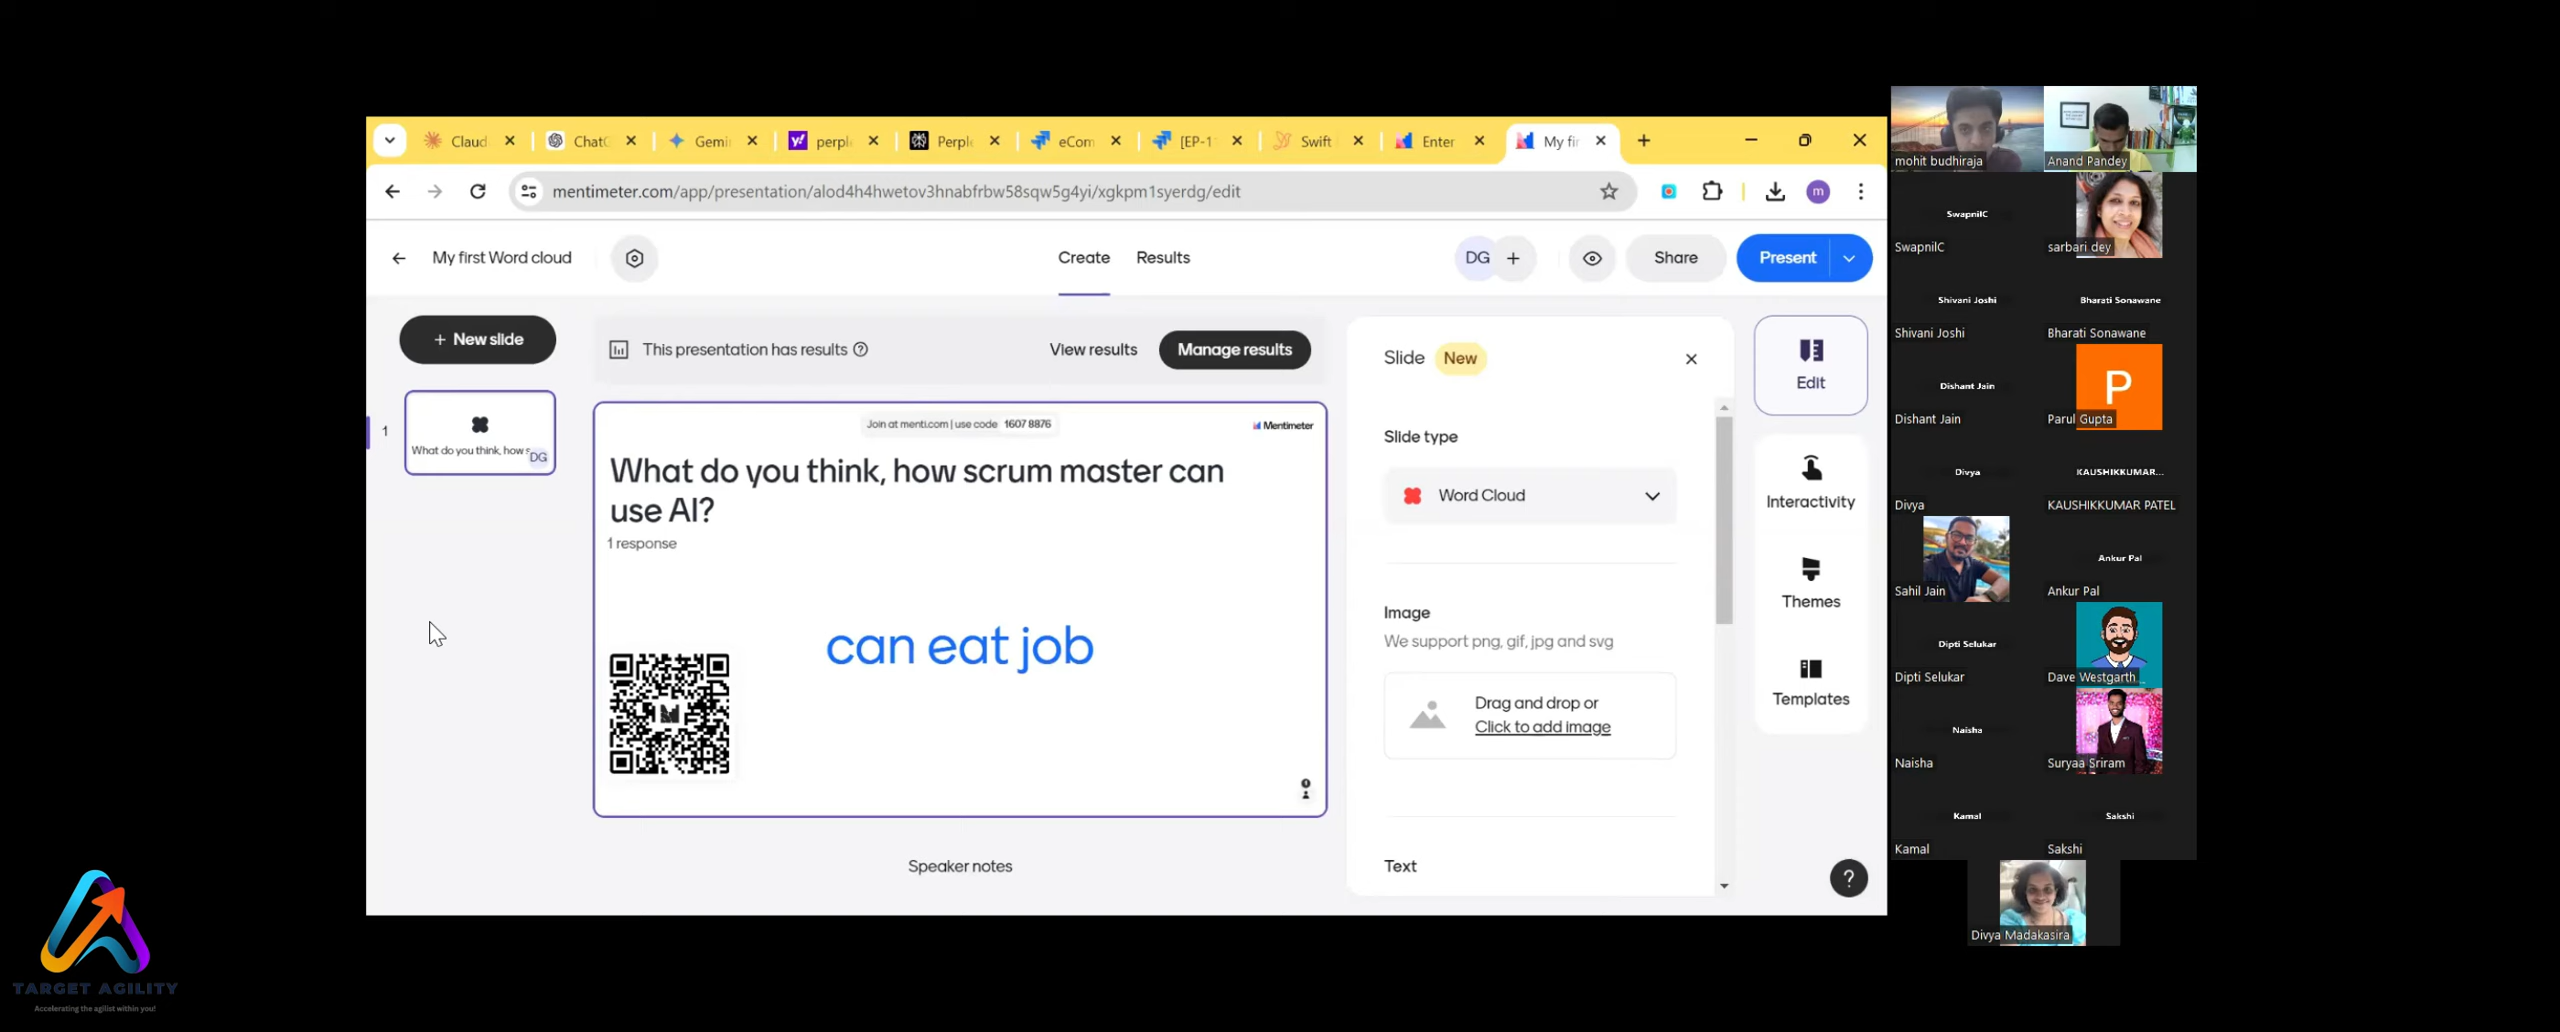 Claud
ChatG
Gemi
perple
Perple
eCom
[EP-1
Swift
Enter
My fir
mentimeter.com/app/presentation/alod4h4hwetov3hnabfrbw58sqw5g4yi/xgkpm1syerdg/edit
m
My first Word cloud
Create
Results
DG
Share
Present
+ New slide
This presentation has results
View results
Manage results
1
What do you think, how s
DG
Join at menti.com | use code 1607 8876
Mentimeter
What do you think, how scrum master can
use AI?
1 response
can eat job
Speaker notes
Slide New
Slide type
Word Cloud
Image
We support png, gif, jpg and svg
Drag and drop or
Click to add image
Text
Edit
Interactivity
Themes
Templates
?
mohit budhiraja
Anand Pandey
SwapnilC
SwapnilC
sarbari dey
Shivani Joshi
Bharati Sonawane
Shivani Joshi
Bharati Sonawane
Dishant Jain
P
Dishant Jain
Parul Gupta
Divya
KAUSHIKKUMAR...
Divya
KAUSHIKKUMAR PATEL
Ankur Pal
Sahil Jain
Ankur Pal
Dipti Selukar
Dipti Selukar
Dave Westgarth_
Naisha
Naisha
Suryaa Sriram
Kamal
Sakshi
Kamal
Sakshi
Divya Madakasira
TARGET AGILITY
Accelerating the agilist within you!